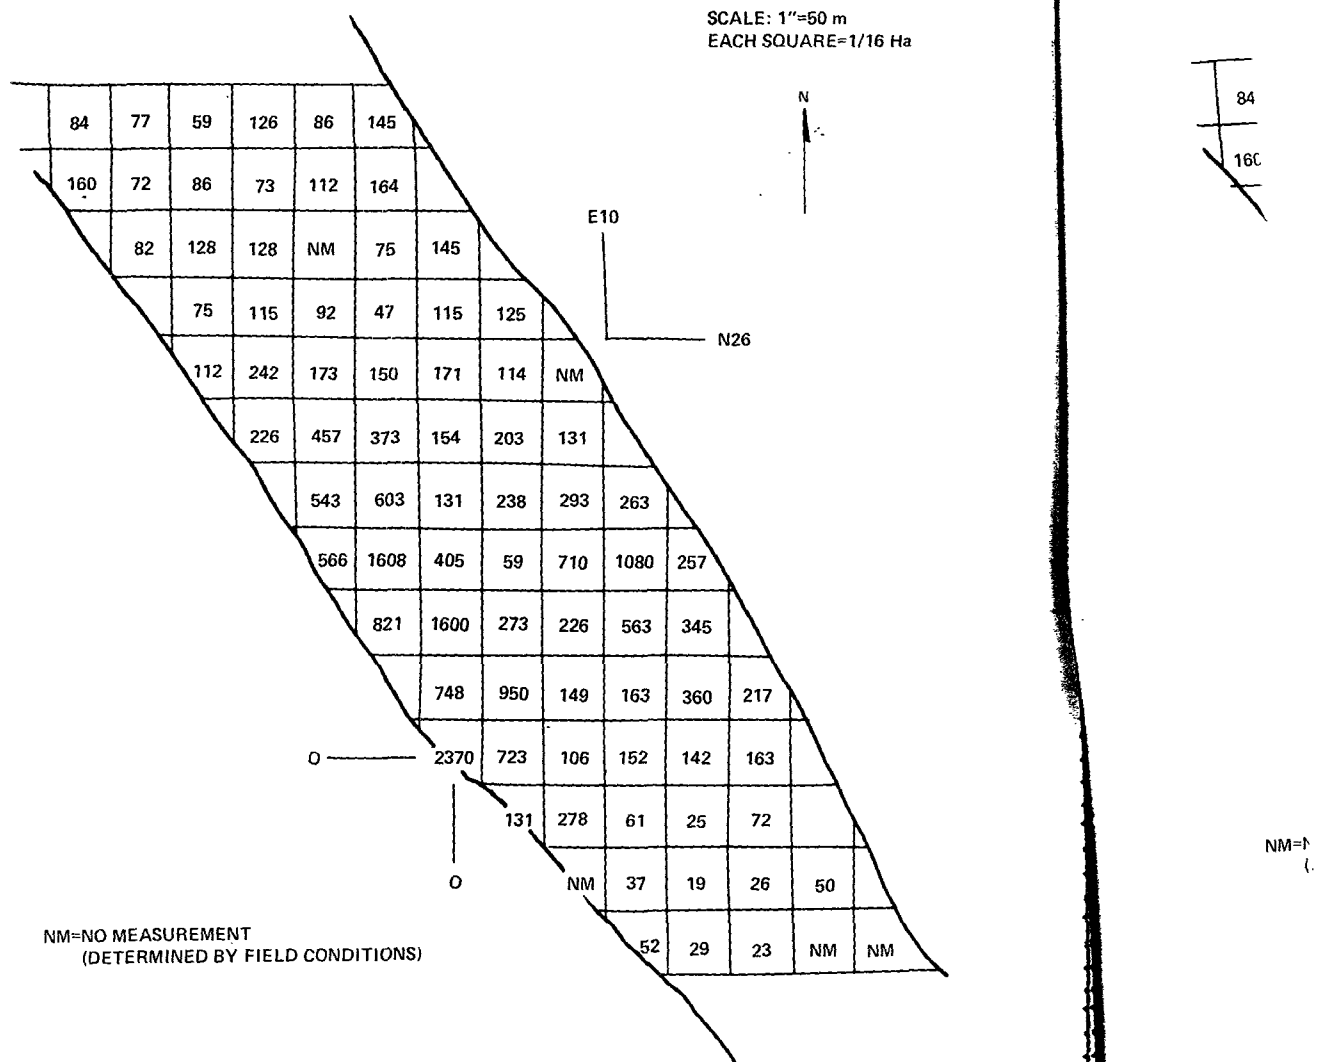 SCALE: 1"=50 m
EACH SQUARE=1/16 Ha
N
84 77 59 126 86 145
84
160 72 86 73 112 164
E10
82 128 128 NM 75 145
75 115 92 47 115 125
N26
112 242 173 150 171 114 NM
226 457 373 154 203 131
543 603 131 238 293 263
566 1608 405 59 710 1080 257
821 1600 273 226 563 345
748 950 149 163 360 217
O 2370 723 106 152 142 163
131 278 61 25 72
O
NM 37 19 26 50
52 29 23 NM NM
NM=NO MEASUREMENT
(DETERMINED BY FIELD CONDITIONS)